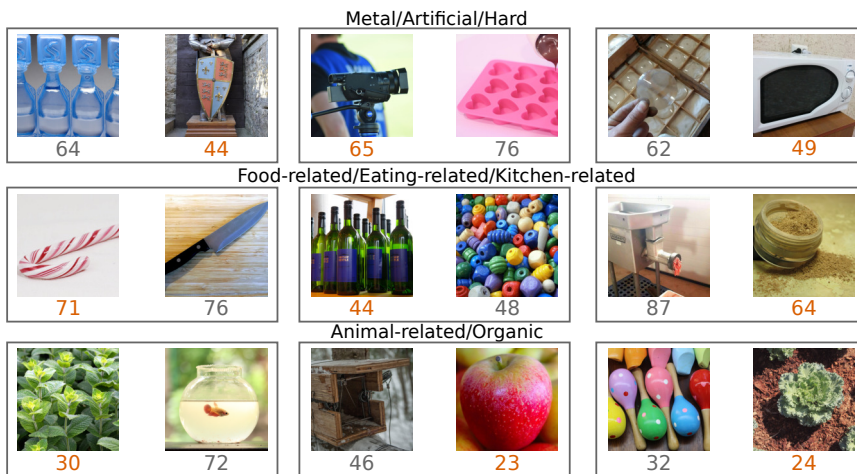 Metal/Artificial/Hard
64 44 65 76 62 49
Food-related/Eating-related/Kitchen-related
71 76 44 48 87 64
Animal-related/Organic
30 72 46 23 32 24